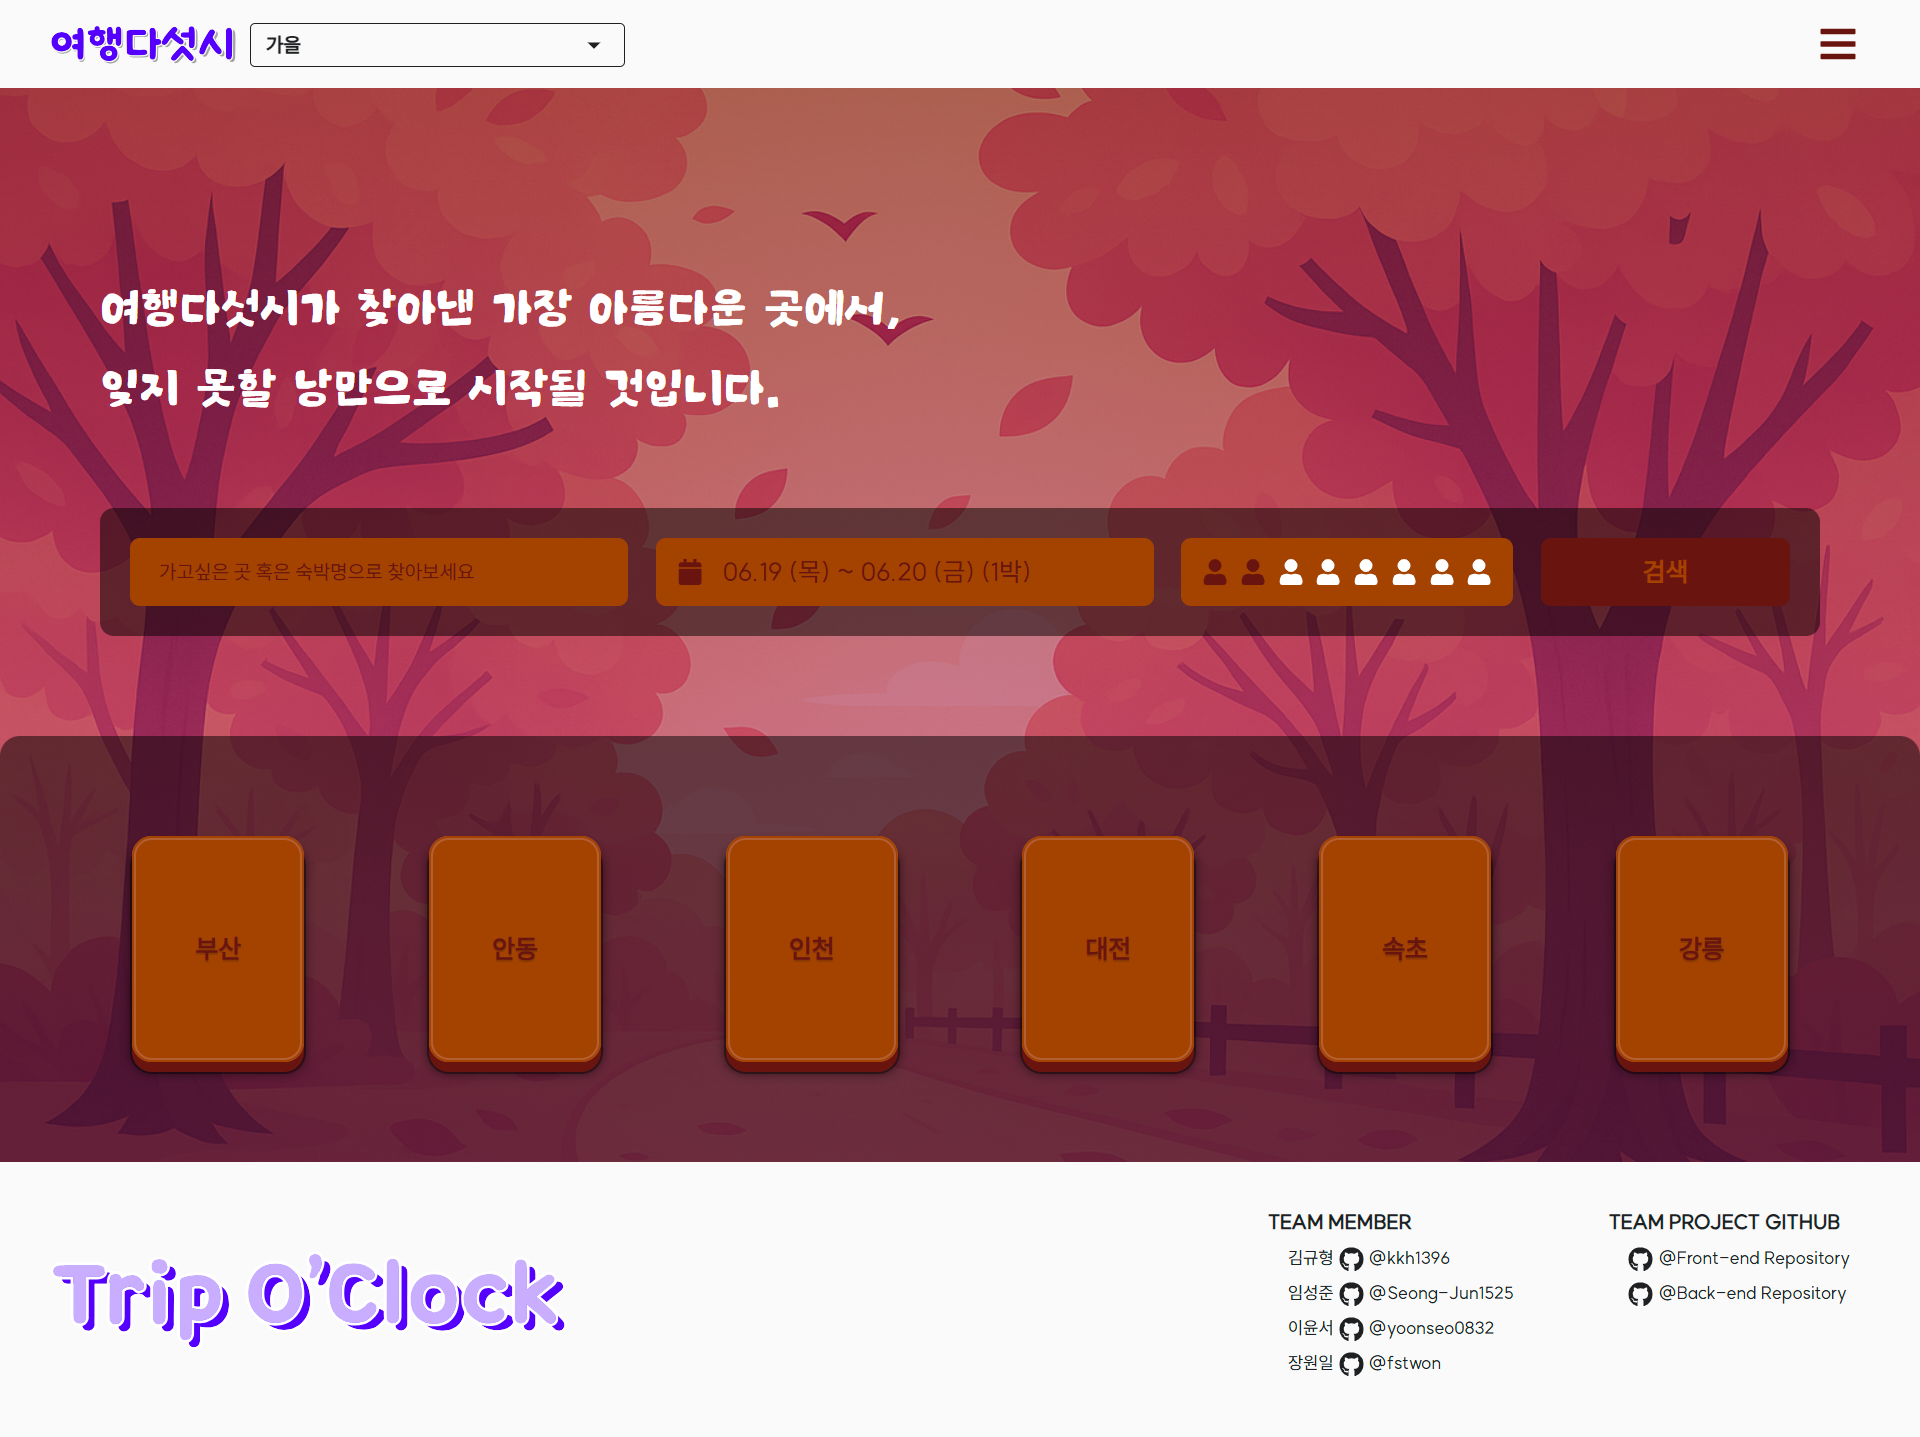 여행다섯시
가을
여행다섯시가 찾아낸 가장 아름다운 곳에서,
잊지 못할 낭만으로 시작될 것입니다.
가고싶은 곳 혹은 숙박명으로 찾아보세요
06.19 (목) ~ 06.20 (금) (1박)
검색
부산
안동
인천
대전
속초
강릉
Trip O'Clock
TEAM MEMBER
김규형 @kkh1396
임성준 @Seong-Jun1525
이윤서 @yoonseo0832
장원일 @fstwon
TEAM PROJECT GITHUB
@Front-end Repository
@Back-end Repository